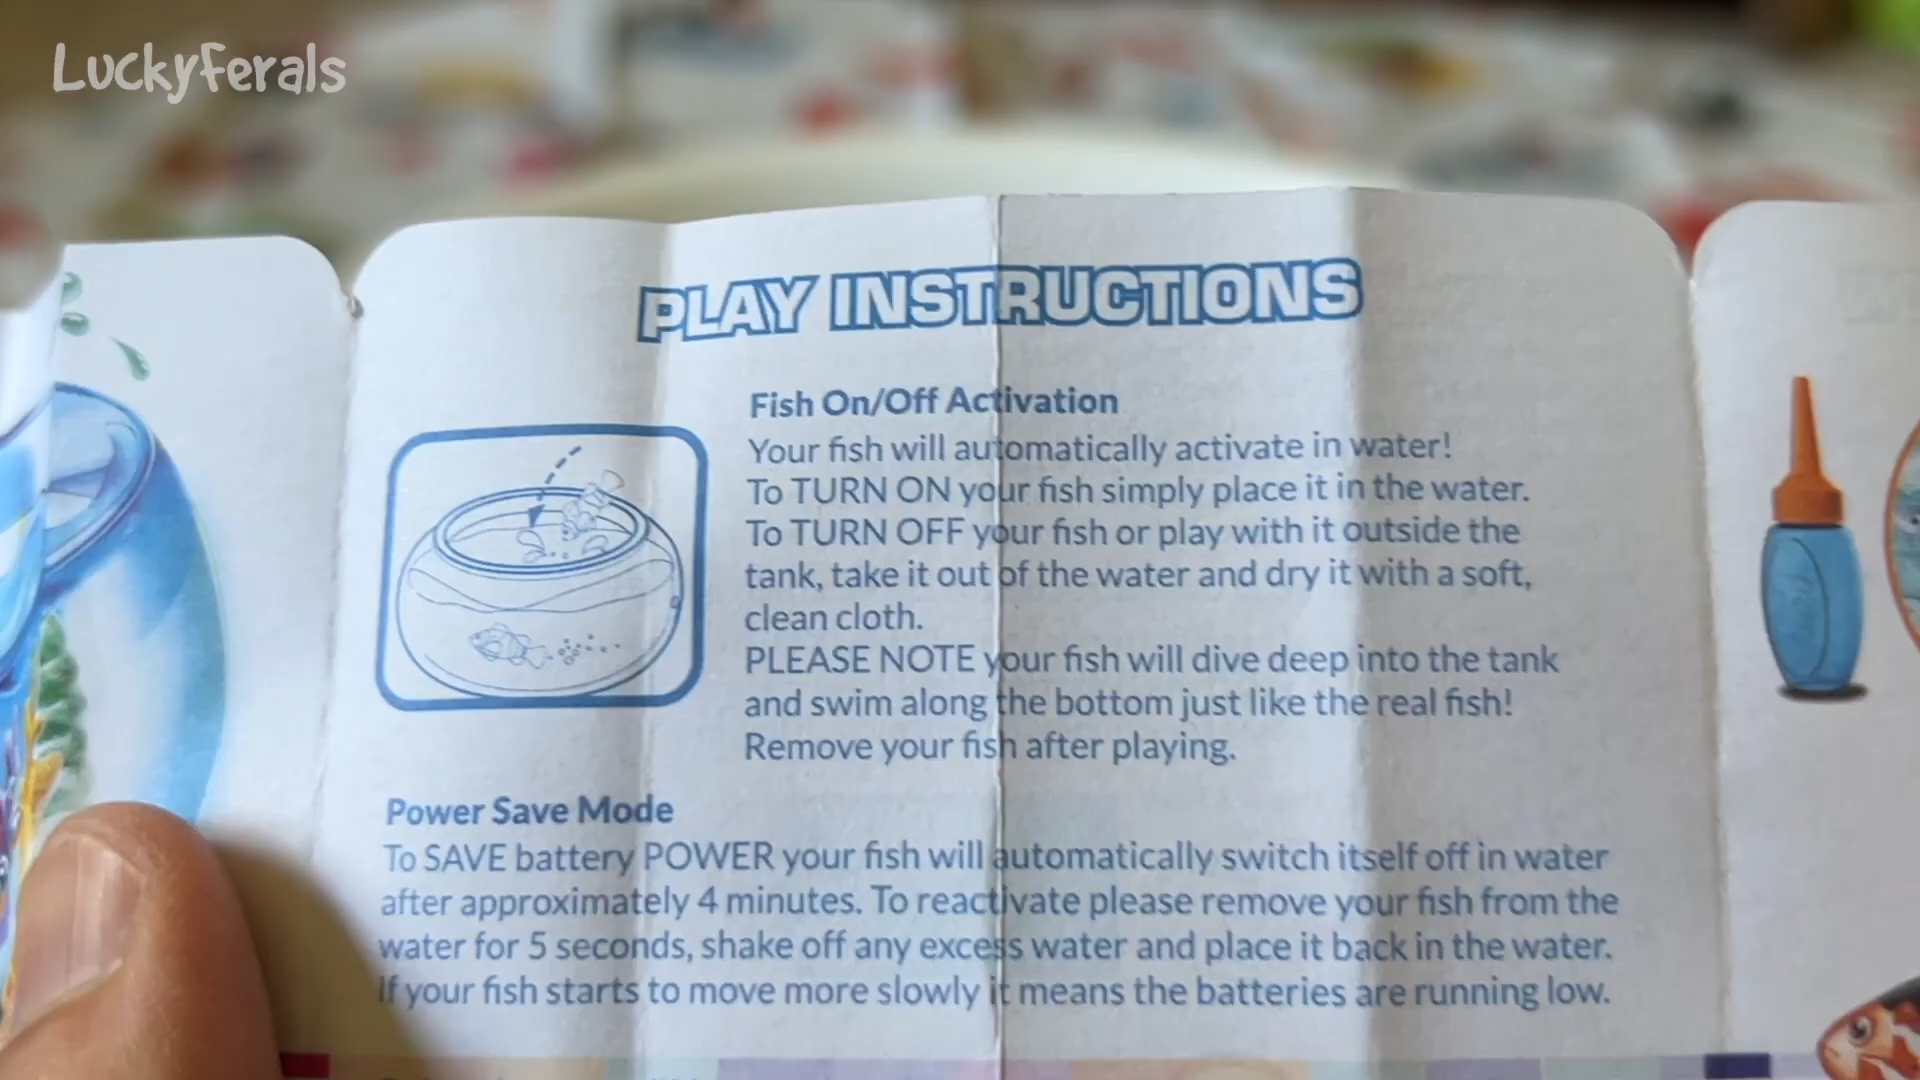 LuckyFerals
PLAY INSTRUCTIONS
Fish On/Off Activation
Your fish will automatically activate in water!
To TURN ON your fish simply place it in the water.
To TURN OFF your fish or play with it outside the
tank, take it out of the water and dry it with a soft,
clean cloth.
PLEASE NOTE your fish will dive deep into the tank
and swim along the bottom just like the real fish!
Remove your fish after playing.
Power Save Mode
To SAVE battery POWER your fish will automatically switch itself off in water
after approximately 4 minutes. To reactivate please remove your fish from the
water for 5 seconds, shake off any excess water and place it back in the water.
If your fish starts to move more slowly it means the batteries are running low.